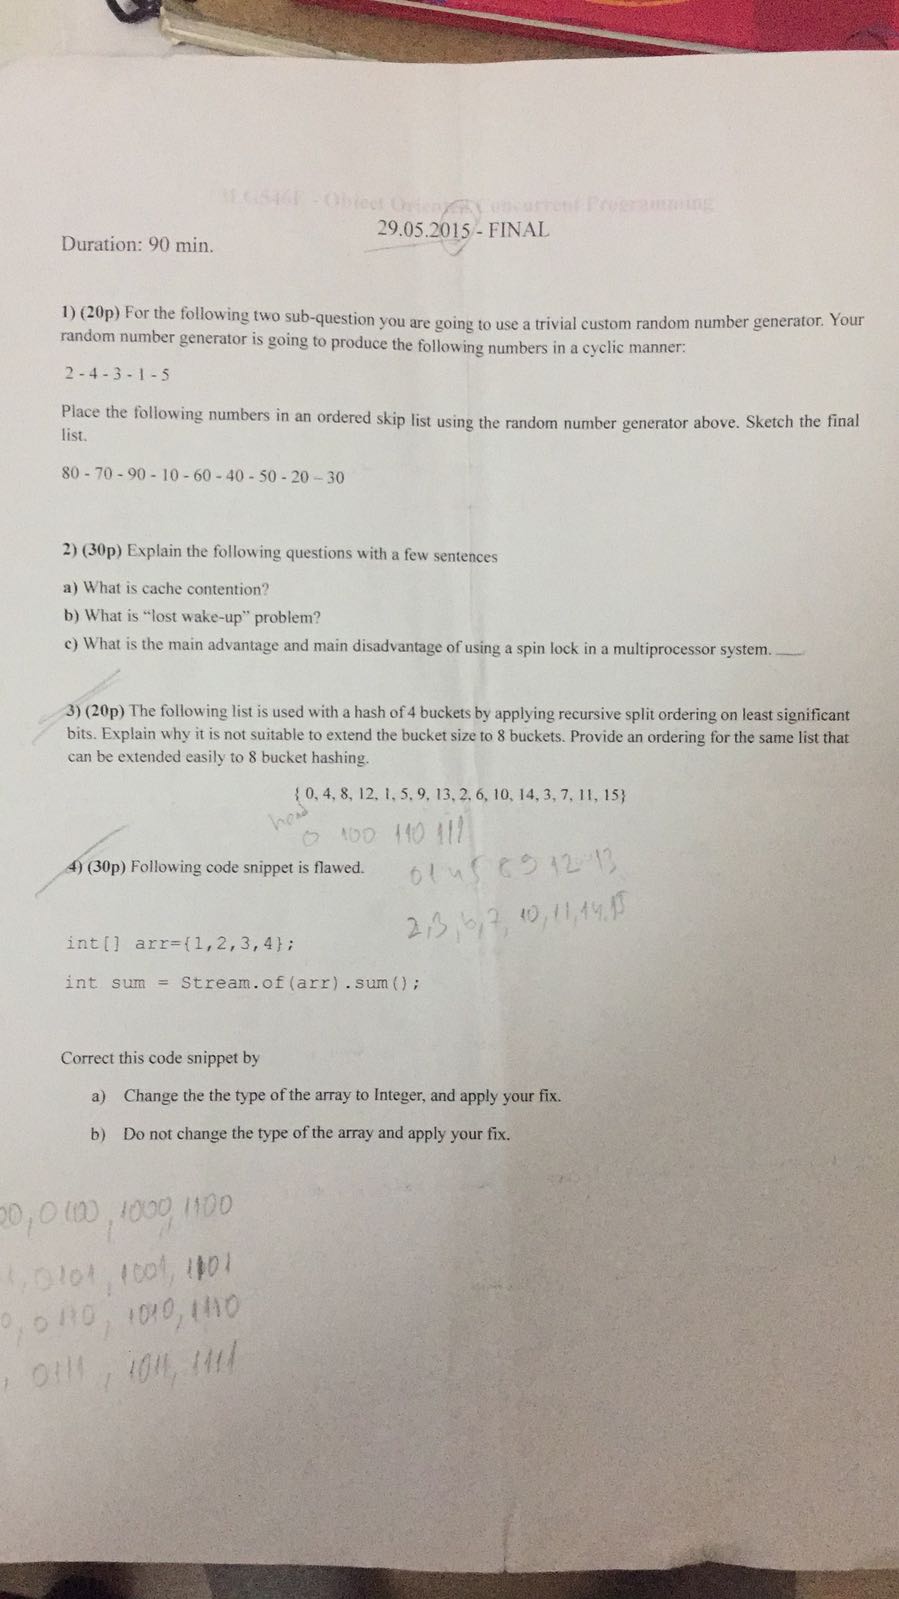 - Object Oriented Concurrent Programming
29.05.2015 - FINAL
Duration: 90 min.
1) (20p) For the following two sub-question you are going to use a trivial custom random number generator. Your
random number generator is going to produce the following numbers in a cyclic manner:
2 - 4 - 3 - 1 - 5
Place the following numbers in an ordered skip list using the random number generator above. Sketch the final
list.
80 - 70 - 90 - 10 - 60 - 40 - 50 - 20 – 30
2) (30p) Explain the following questions with a few sentences
a) What is cache contention?
b) What is “lost wake-up” problem?
c) What is the main advantage and main disadvantage of using a spin lock in a multiprocessor system.
3) (20p) The following list is used with a hash of 4 buckets by applying recursive split ordering on least significant
bits. Explain why it is not suitable to extend the bucket size to 8 buckets. Provide an ordering for the same list that
can be extended easily to 8 bucket hashing.
{ 0, 4, 8, 12, 1, 5, 9, 13, 2, 6, 10, 14, 3, 7, 11, 15}
head
0 100 110 111
4) (30p) Following code snippet is flawed.
01 45 89 12 13
2,3,6,7, 10,11,14,15
int[] arr={1,2,3,4};
int sum = Stream.of(arr).sum();
Correct this code snippet by
a) Change the the type of the array to Integer, and apply your fix.
b) Do not change the type of the array and apply your fix.
00, 0100, 1000, 1100
1, 0101, 1001, 1101
0, 0110, 1010, 1110
, 0111, 1011, 1111